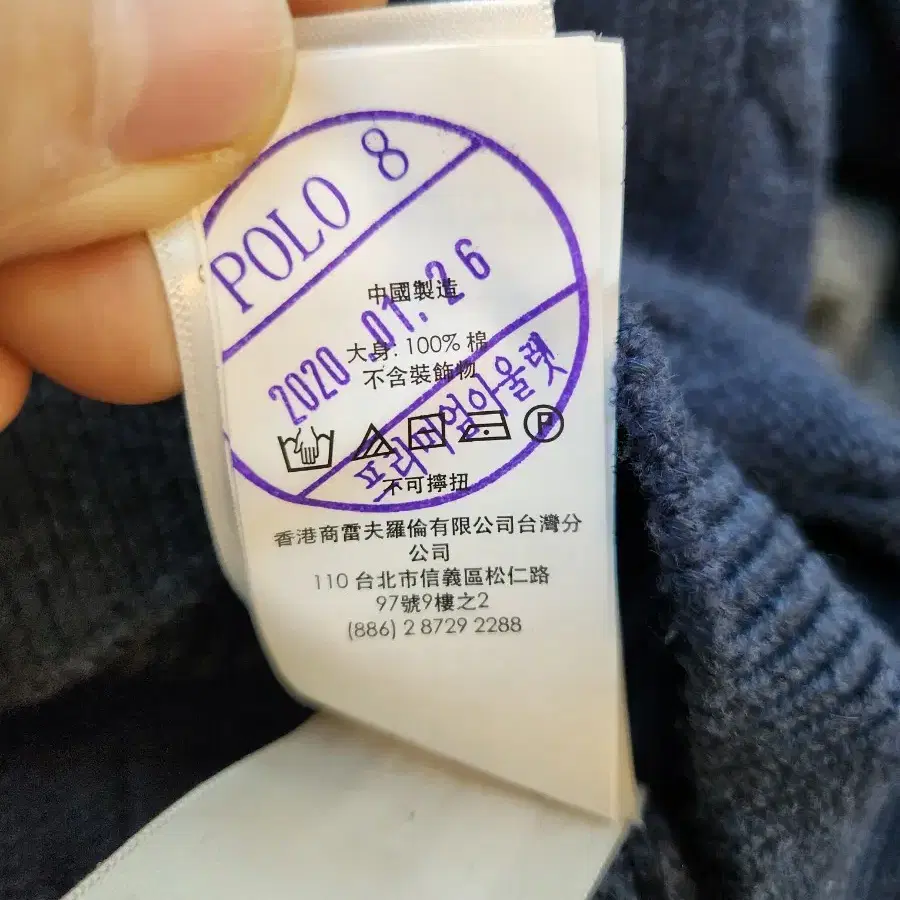 POLO 8
2020.01.26
프리미엄아울렛
中國製造
大身: 100% 棉
不含裝飾物
P
不可擰扭
香港商雷夫羅倫有限公司台灣分
公司
110 台北市信義區松仁路
97號9樓之2
(886) 2 8729 2288